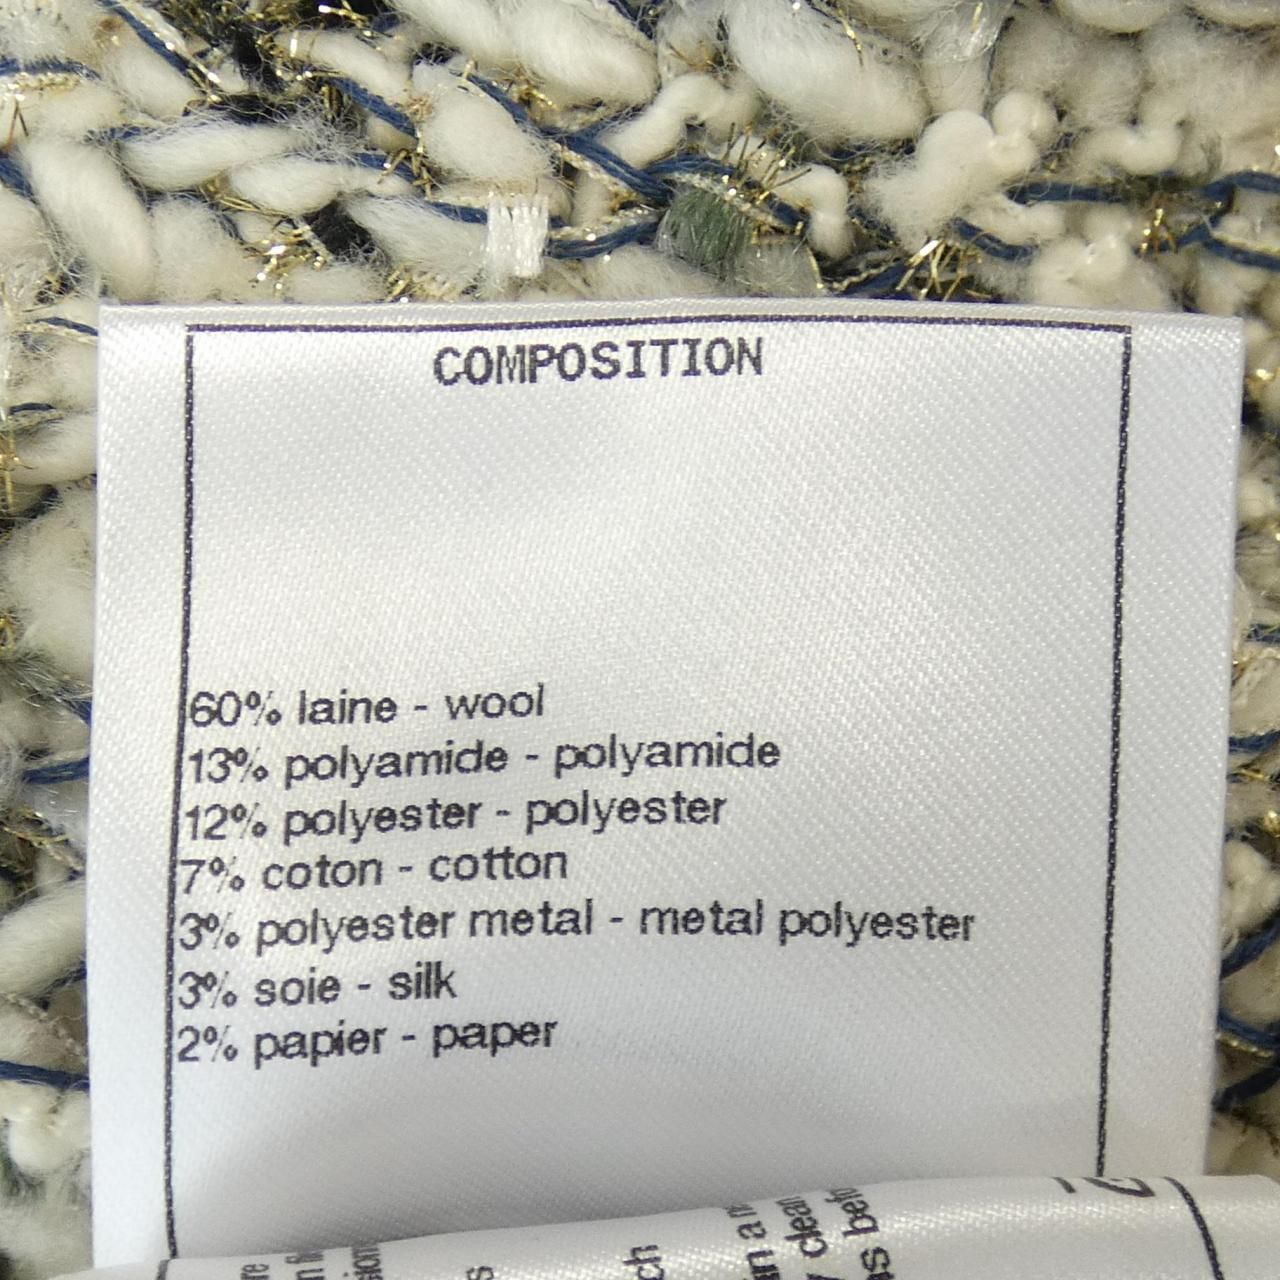 COMPOSITION
60% laine - wool
13% polyamide - polyamide
12% polyester - polyester
7% coton - cotton
3% polyester metal - metal polyester
3% soie - silk
2% papier - paper
clean